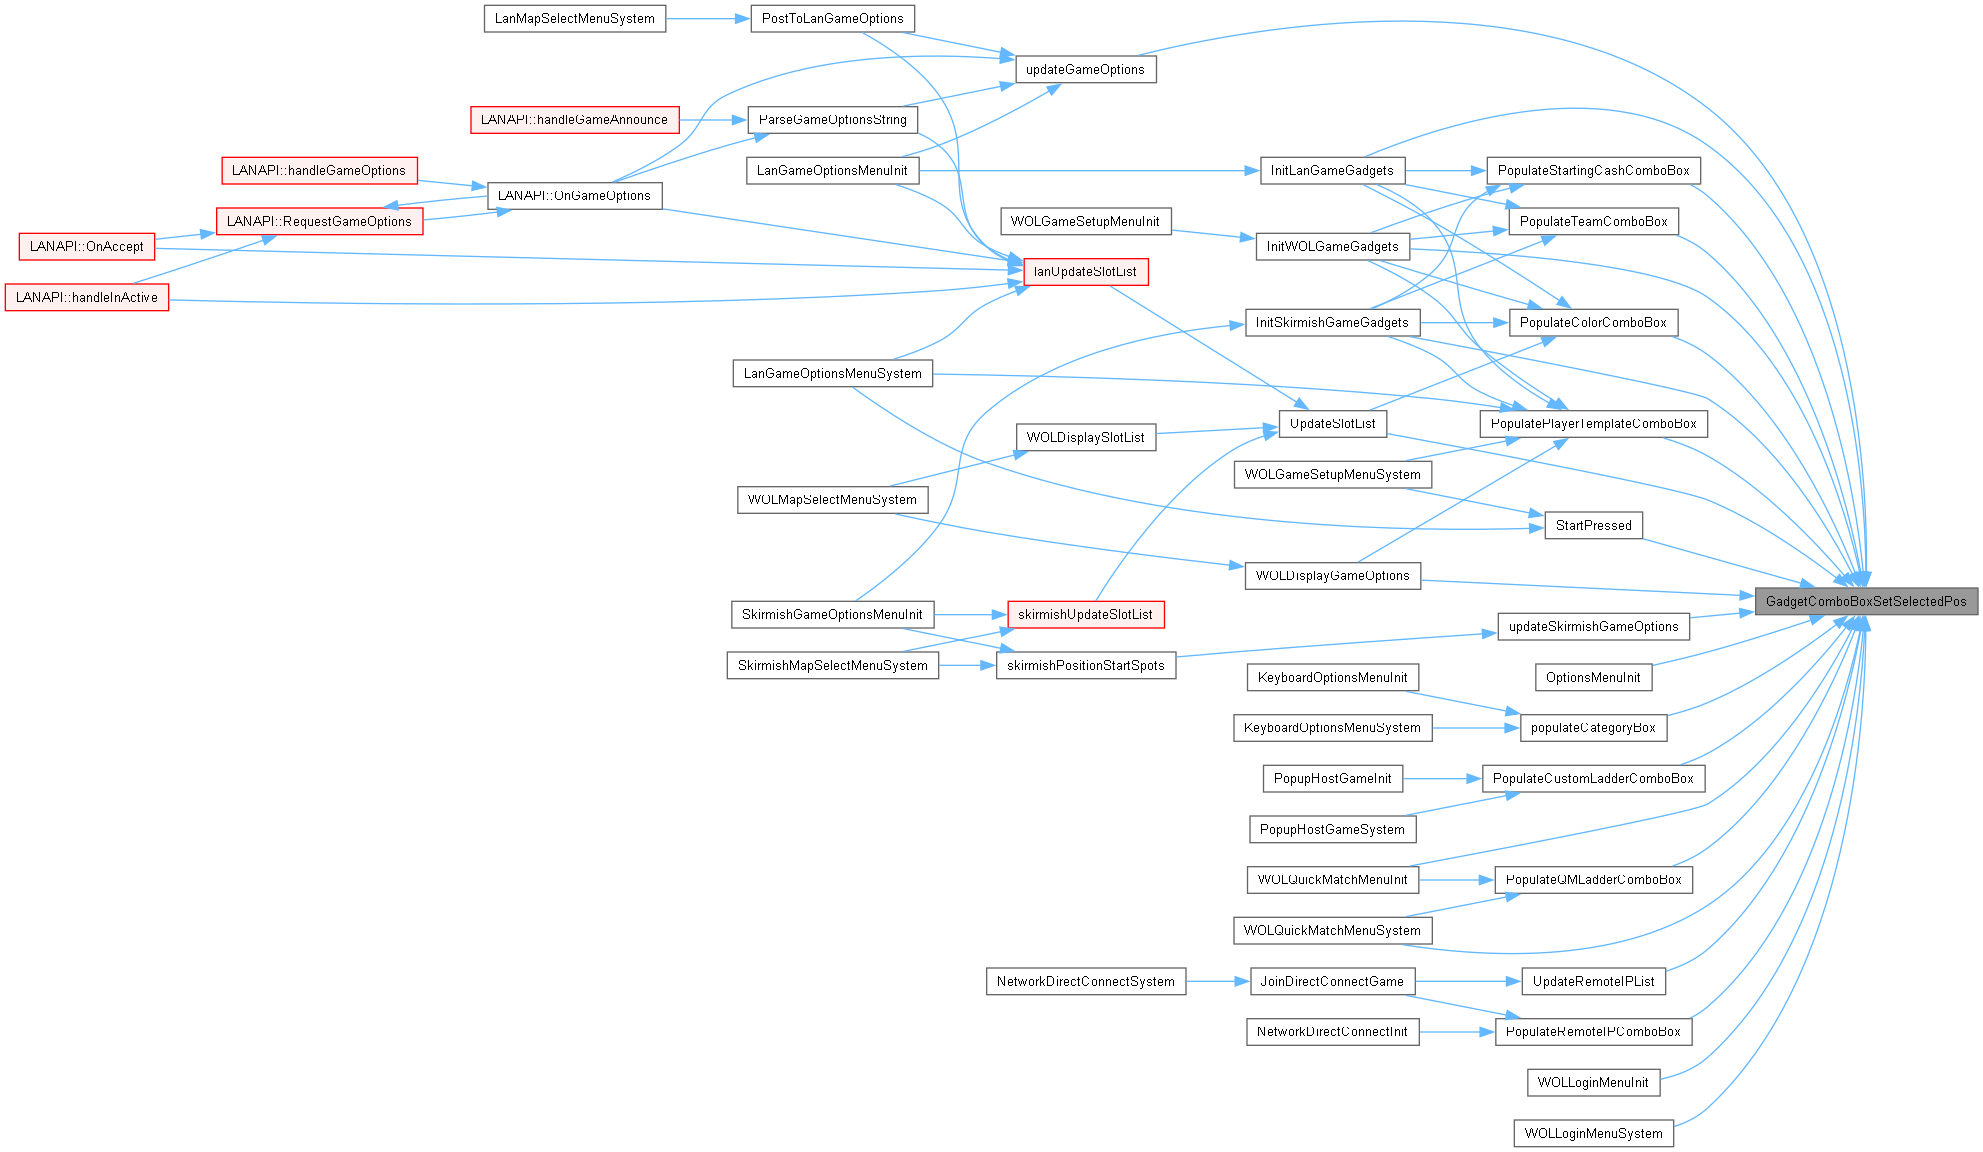 LanMapSelectMenuSystem
PostToLanGameOptions
updateGameOptions
LANAPI::handleGameAnnounce
ParseGameOptionsString
LANAPI::handleGameOptions
LanGameOptionsMenuInit
InitLanGameGadgets
PopulateStartingCashComboBox
LANAPI::OnGameOptions
LANAPI::RequestGameOptions
WOLGameSetupMenuInit
PopulateTeamComboBox
LANAPI::OnAccept
InitWOLGameGadgets
lanUpdateSlotList
LANAPI::handleInActive
InitSkirmishGameGadgets
PopulateColorComboBox
LanGameOptionsMenuSystem
UpdateSlotList
PopulatePlayerTemplateComboBox
WOLDisplaySlotList
WOLGameSetupMenuSystem
WOLMapSelectMenuSystem
StartPressed
WOLDisplayGameOptions
GadgetComboBoxSetSelectedPos
SkirmishGameOptionsMenuInit
skirmishUpdateSlotList
updateSkirmishGameOptions
SkirmishMapSelectMenuSystem
skirmishPositionStartSpots
KeyboardOptionsMenuInit
OptionsMenuInit
KeyboardOptionsMenuSystem
populateCategoryBox
PopupHostGameInit
PopulateCustomLadderComboBox
PopupHostGameSystem
WOLQuickMatchMenuInit
PopulateQMLadderComboBox
WOLQuickMatchMenuSystem
NetworkDirectConnectSystem
JoinDirectConnectGame
UpdateRemoteIPList
NetworkDirectConnectInit
PopulateRemoteIPComboBox
WOLLoginMenuInit
WOLLoginMenuSystem